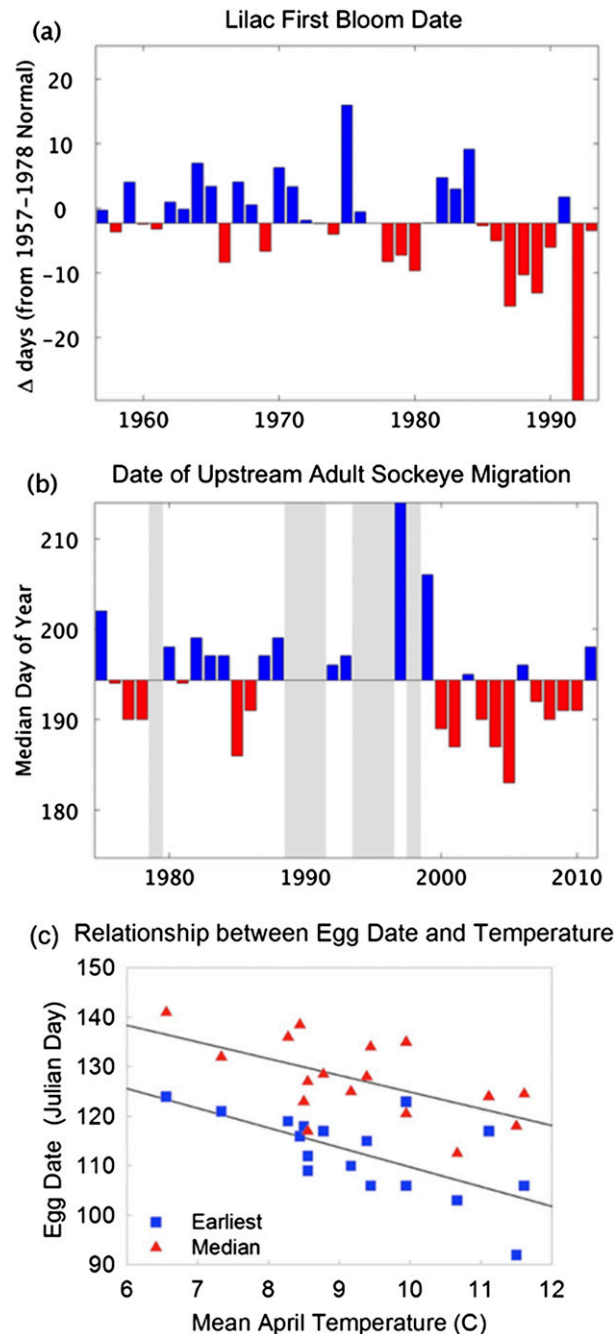 (a)
Lilac First Bloom Date
Δ days (from 1957–1978 Normal)
20
10
0
−10
−20
1960 1970 1980 1990
(b)
Date of Upstream Adult Sockeye Migration
Median Day of Year
210
200
190
180
1980 1990 2000 2010
(c) Relationship between Egg Date and Temperature
Egg Date (Julian Day)
150
140
130
120
110
100
90
Earliest
Median
6 7 8 9 10 11 12
Mean April Temperature (C)